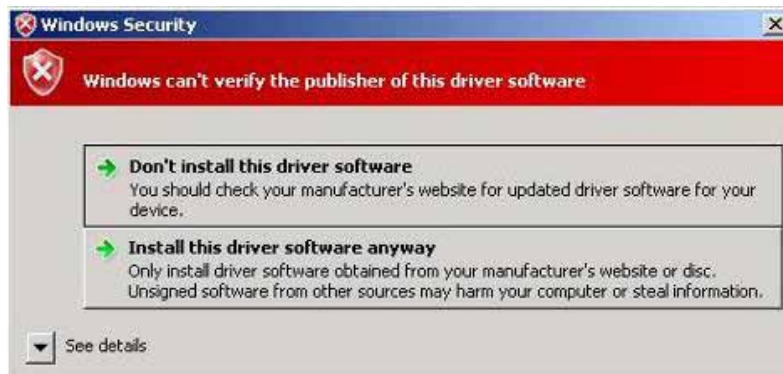 Windows Security
Windows can't verify the publisher of this driver software
Don't install this driver software
You should check your manufacturer's website for updated driver software for your
device.
Install this driver software anyway
Only install driver software obtained from your manufacturer's website or disc.
Unsigned software from other sources may harm your computer or steal information.
See details